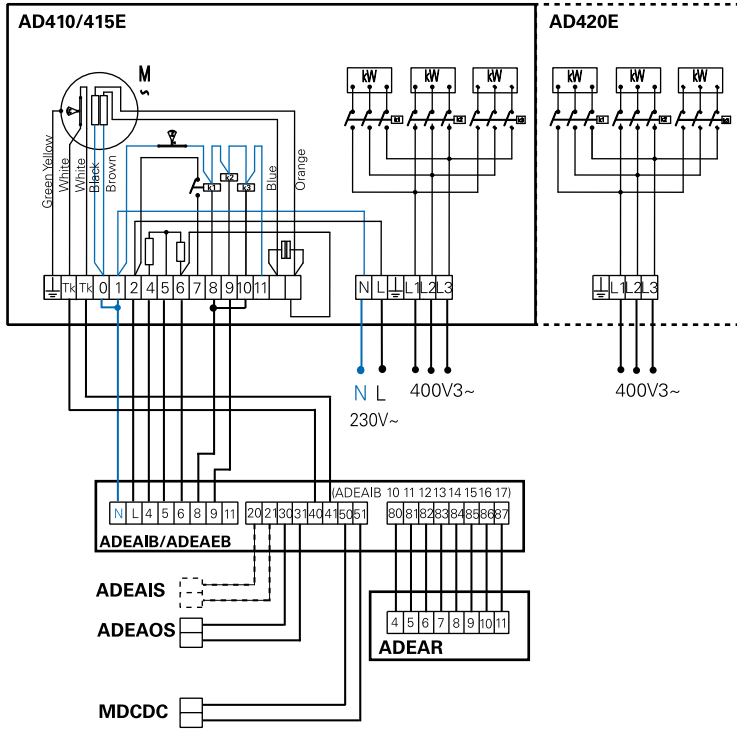 AD410/415E AD420E
M
~
kW kW kW kW kW kW
k1 k2
Green Yellow
White
White
Black
Brown
k1 k2 k3
Blue
Orange
Tk Tk 0 1 2 4 5 6 7 8 9 10 11 N L L1 L2 L3 L1 L2 L3
N L 400V3~ 400V3~
230V~
(ADEAIB 10 11 12 13 14 15 16 17)
N L 4 5 6 8 9 11 20 21 30 31 40 41 50 51 80 81 82 83 84 85 86 87
ADEAIB/ADEAEB
ADEAIS
ADEAOS
4 5 6 7 8 9 10 11
ADEAR
MDCDC